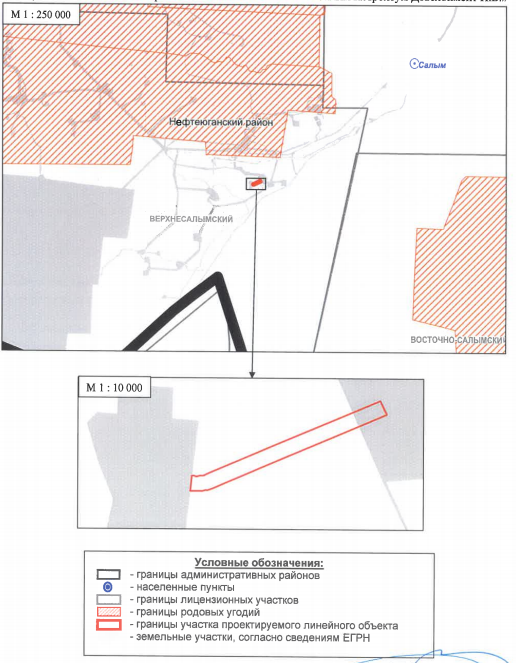 М 1 : 250 000
Салым
Нефтеюганский район
ВЕРХНЕСАЛЫМСКИЙ
ВОСТОЧНО-САЛЫМСКИ
М 1 : 10 000
Условные обозначения:
- границы административных районов
- населенные пункты
- границы лицензионных участков
- границы родовых угодий
- границы участка проектируемого линейного объекта
- земельные участки, согласно сведениям ЕГРН